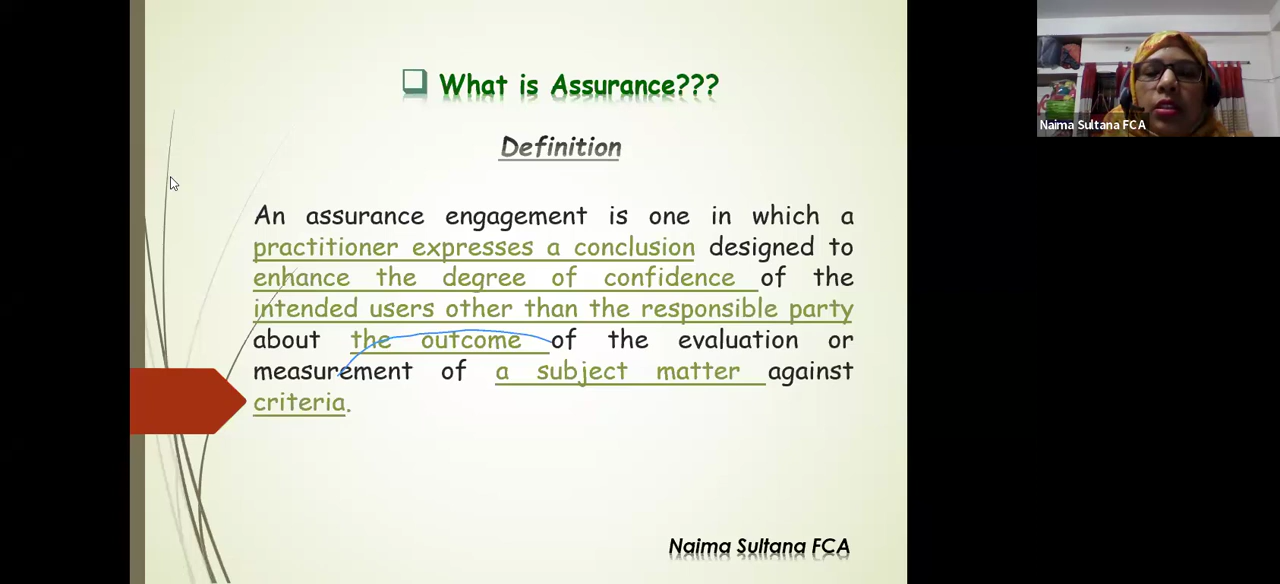 What is Assurance???
Definition
An assurance engagement is one in which a
practitioner expresses a conclusion designed to
enhance the degree of confidence of the
intended users other than the responsible party
about the outcome of the evaluation or
measurement of a subject matter against
criteria.
Naima Sultana FCA
Naima Sultana FCA